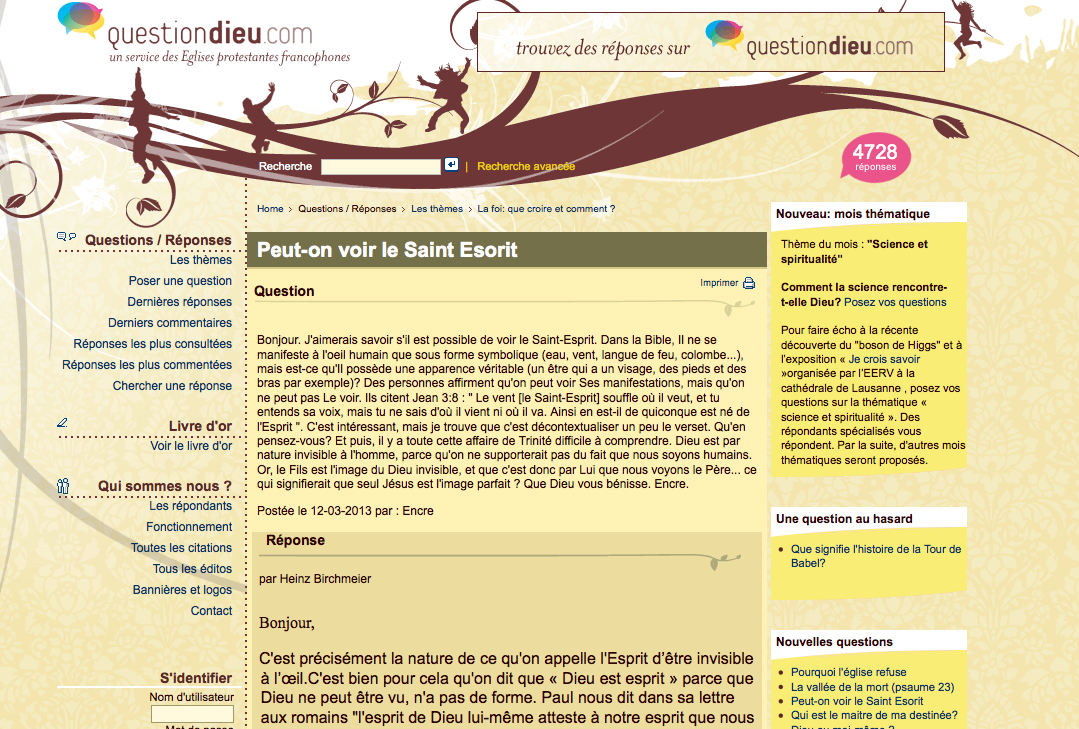 questiondieu.com
un service des Eglises protestantes francophones
trouvez des réponses sur questiondieu.com
Recherche | Recherche avancée
4728
réponses
Home > Questions / Réponses > Les thèmes > La foi: que croire et comment ?
Questions / Réponses
Les thèmes
Poser une question
Dernières réponses
Derniers commentaires
Réponses les plus consultées
Réponses les plus commentées
Chercher une réponse
Livre d'or
Voir le livre d'or
Qui sommes nous ?
Les répondants
Fonctionnement
Toutes les citations
Tous les éditos
Bannières et logos
Contact
S'identifier
Nom d'utilisateur
Mot de passe
Peut-on voir le Saint Esorit
Imprimer
Question
Bonjour. J'aimerais savoir s'il est possible de voir le Saint-Esprit. Dans la Bible, Il ne se
manifeste à l'oeil humain que sous forme symbolique (eau, vent, langue de feu, colombe...),
mais est-ce qu'Il possède une apparence véritable (un être qui a un visage, des pieds et des
bras par exemple)? Des personnes affirment qu'on peut voir Ses manifestations, mais qu'on
ne peut pas Le voir. Ils citent Jean 3:8 : " Le vent [le Saint-Esprit] souffle où il veut, et tu
entends sa voix, mais tu ne sais d'où il vient ni où il va. Ainsi en est-il de quiconque est né de
l'Esprit ". C'est intéressant, mais je trouve que c'est décontextualiser un peu le verset. Qu'en
pensez-vous? Et puis, il y a toute cette affaire de Trinité difficile à comprendre. Dieu est par
nature invisible à l'homme, parce qu'on ne supporterait pas du fait que nous soyons humains.
Or, le Fils est l'image du Dieu invisible, et que c'est donc par Lui que nous voyons le Père... ce
qui signifierait que seul Jésus est l'image parfait ? Que Dieu vous bénisse. Encre.
Postée le 12-03-2013 par : Encre
Réponse
par Heinz Birchmeier
Bonjour,
C'est précisément la nature de ce qu'on appelle l'Esprit d’être invisible
à l’œil.C'est bien pour cela qu'on dit que « Dieu est esprit » parce que
Dieu ne peut être vu, n'a pas de forme. Paul nous dit dans sa lettre
aux romains "l'esprit de Dieu lui-même atteste à notre esprit que nous
Nouveau: mois thématique
Thème du mois : "Science et
spiritualité"
Comment la science rencontre-
t-elle Dieu? Posez vos questions
Pour faire écho à la récente
découverte du "boson de Higgs" et à
l'exposition « Je crois savoir
»organisée par l’EERV à la
cathédrale de Lausanne , posez vos
questions sur la thématique «
science et spiritualité ». Des
répondants spécialisés vous
répondent. Par la suite, d'autres mois
thématiques seront proposés.
Une question au hasard
Que signifie l'histoire de la Tour de
Babel?
Nouvelles questions
Pourquoi l'église refuse
La vallée de la mort (psaume 23)
Peut-on voir le Saint Esorit
Qui est le maitre de ma destinée?
Dieu ou moi-même ?